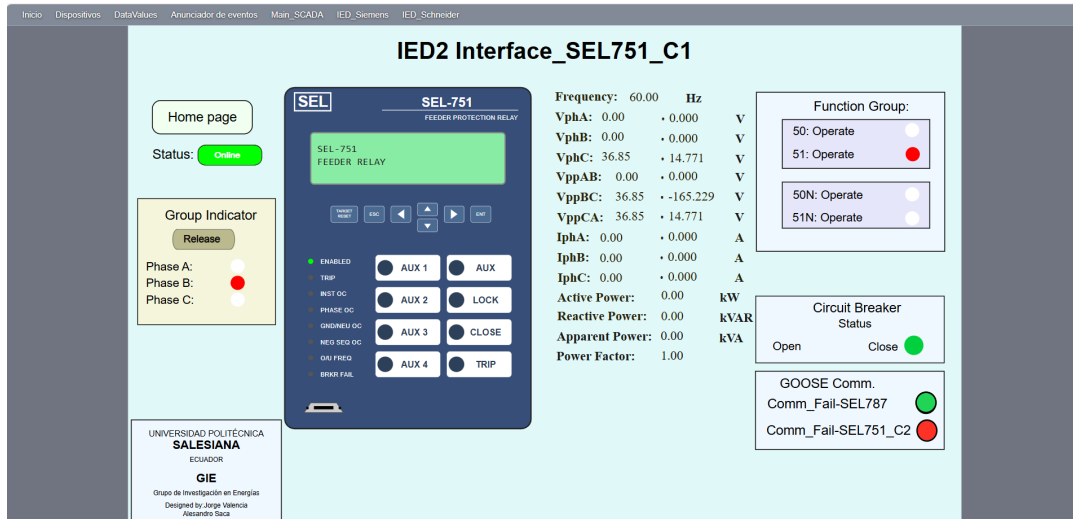 Inicio Dispositivos DataValues Anunciador de eventos Main_SCADA IED_Siemens IED_Schneider
IED2 Interface_SEL751_C1
Home page
Status: Online
Group Indicator
Release
Phase A:
Phase B:
Phase C:
UNIVERSIDAD POLITÉCNICA
SALESIANA
ECUADOR
GIE
Grupo de Investigación en Energías
Designed by:Jorge Valencia
Alesandro Saca
SEL SEL-751
FEEDER PROTECTION RELAY
SEL-751
FEEDER RELAY
TARGET
RESET
ESC ENT
ENABLED
TRIP
INST OC
PHASE OC
GND/NEU OC
NEG SEQ OC
O/U FREQ
BRKR FAIL
AUX 1 AUX
AUX 2 LOCK
AUX 3 CLOSE
AUX 4 TRIP
Frequency: 60.00 Hz
VphA: 0.00 • 0.000 V
VphB: 0.00 • 0.000 V
VphC: 36.85 • 14.771 V
VppAB: 0.00 • 0.000 V
VppBC: 36.85 • -165.229 V
VppCA: 36.85 • 14.771 V
IphA: 0.00 • 0.000 A
IphB: 0.00 • 0.000 A
IphC: 0.00 • 0.000 A
Active Power: 0.00 kW
Reactive Power: 0.00 kVAR
Apparent Power: 0.00 kVA
Power Factor: 1.00
Function Group:
50: Operate
51: Operate
50N: Operate
51N: Operate
Circuit Breaker
Status
Open Close
GOOSE Comm.
Comm_Fail-SEL787
Comm_Fail-SEL751_C2